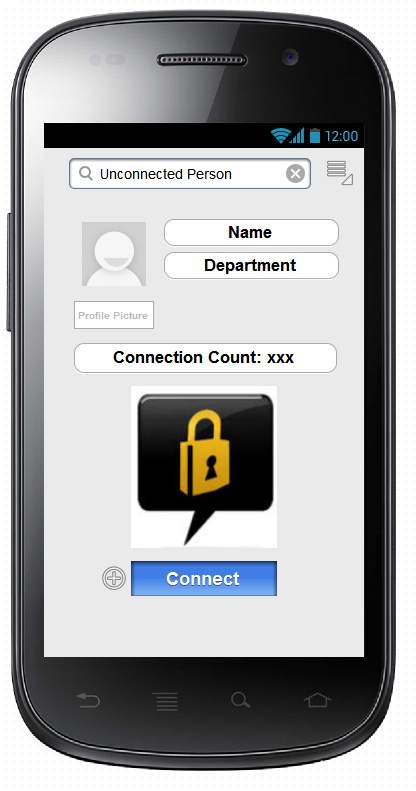 12:00
Unconnected Person
Name
Department
Profile Picture
Connection Count: xxx
Connect